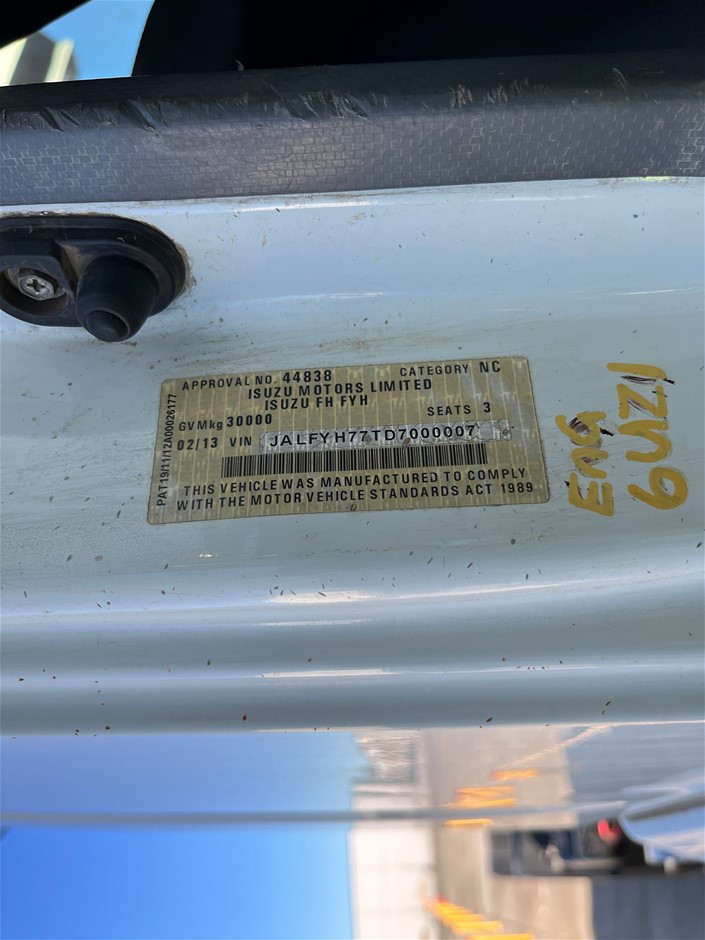 APPROVAL NO. 44838 CATEGORY NC
ISUZU MOTORS LIMITED
ISUZU FH FYH
GVMkg 30000 SEATS 3
02/13 VIN JALFYH77TD7000007
THIS VEHICLE WAS MANUFACTURED TO COMPLY
WITH THE MOTOR VEHICLE STANDARDS ACT 1989
PAT19/11/12A00026177
ENG
6UZ1